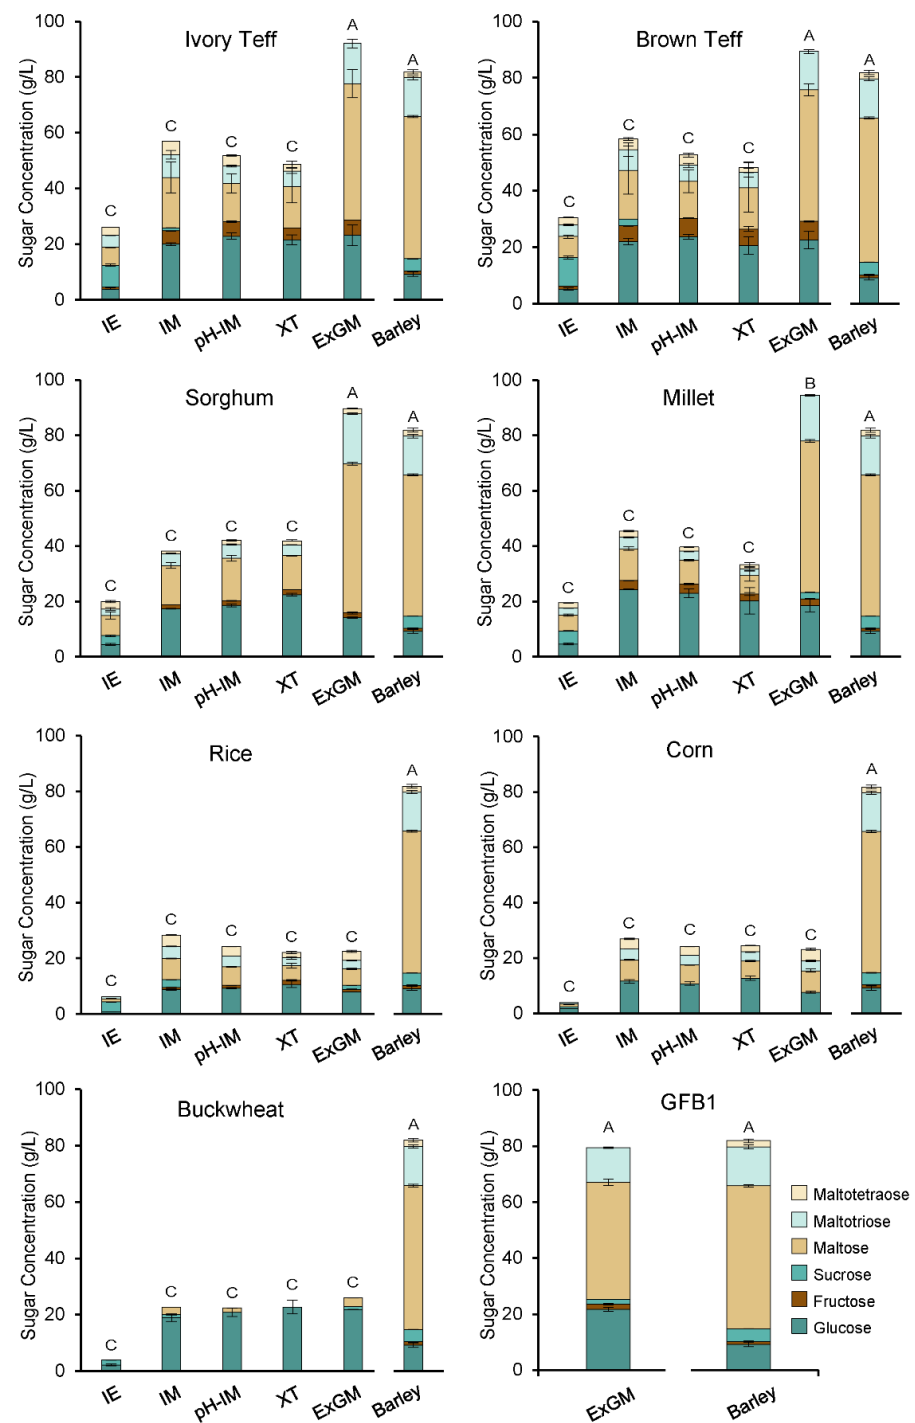 Ivory Teff
Sugar Concentration (g/L)
100
80
60
40
20
0
C
C
C
C
A
A
IE
IM
pH-IM
XT
ExGM
Barley
Brown Teff
Sugar Concentration (g/L)
100
80
60
40
20
0
C
C
C
C
A
A
IE
IM
pH-IM
XT
ExGM
Barley
Sorghum
Sugar Concentration (g/L)
100
80
60
40
20
0
C
C
C
C
A
A
IE
IM
pH-IM
XT
ExGM
Barley
Millet
Sugar Concentration (g/L)
100
80
60
40
20
0
C
C
C
C
B
A
IE
IM
pH-IM
XT
ExGM
Barley
Rice
Sugar Concentration (g/L)
100
80
60
40
20
0
C
C
C
C
C
A
IE
IM
pH-IM
XT
ExGM
Barley
Corn
Sugar Concentration (g/L)
100
80
60
40
20
0
C
C
C
C
C
A
IE
IM
pH-IM
XT
ExGM
Barley
Buckwheat
Sugar Concentration (g/L)
100
80
60
40
20
0
C
C
C
C
C
A
IE
IM
pH-IM
XT
ExGM
Barley
GFB1
Sugar Concentration (g/L)
100
80
60
40
20
0
A
A
ExGM
Barley
Maltotetraose
Maltotriose
Maltose
Sucrose
Fructose
Glucose